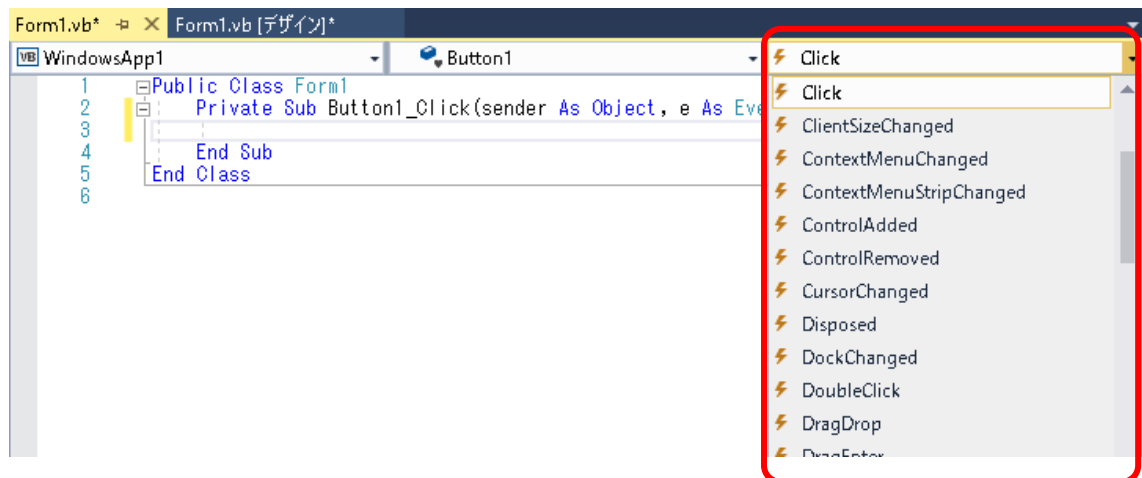 Form1.vb* Form1.vb [デザイン]*
VB WindowsApp1 Button1 Click
1 Public Class Form1
2 Private Sub Button1_Click(sender As Object, e As Eve
3
4 End Sub
5 End Class
6
Click
ClientSizeChanged
ContextMenuChanged
ContextMenuStripChanged
ControlAdded
ControlRemoved
CursorChanged
Disposed
DockChanged
DoubleClick
DragDrop
DragEnter